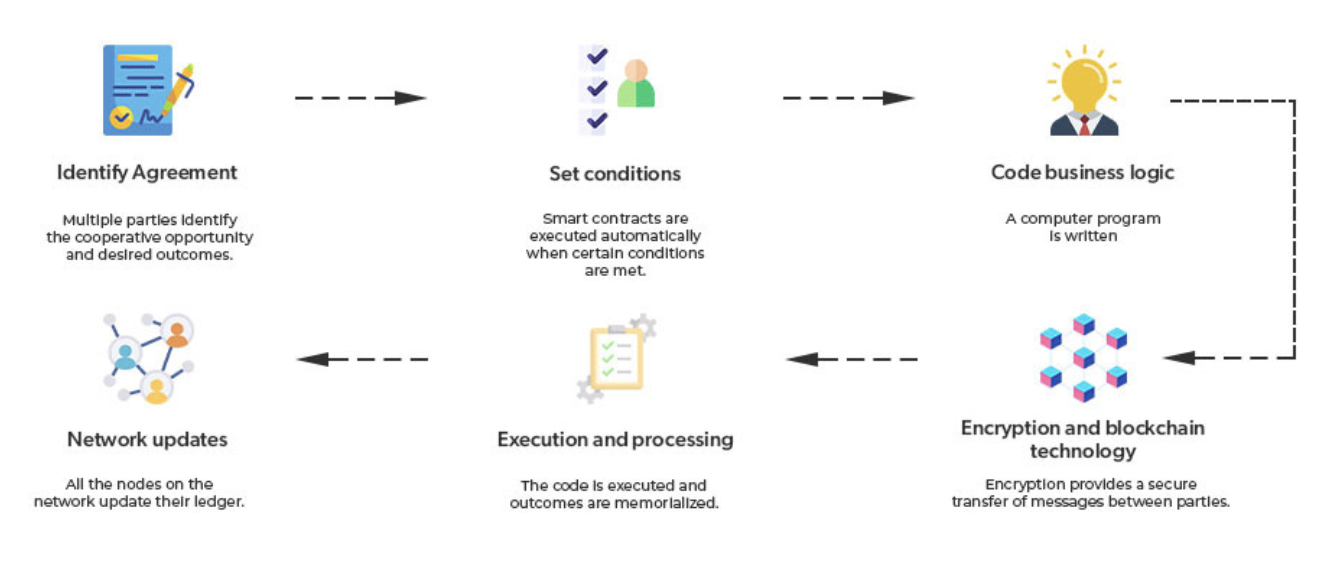 Identify Agreement
Multiple parties identify
the cooperative opportunity
and desired outcomes.
Set conditions
Smart contracts are
executed automatically
when certain conditions
are met.
Code business logic
A computer program
is written
Encryption and blockchain
technology
Encryption provides a secure
transfer of messages between parties.
Execution and processing
The code is executed and
outcomes are memorialized.
Network updates
All the nodes on the
network update their ledger.